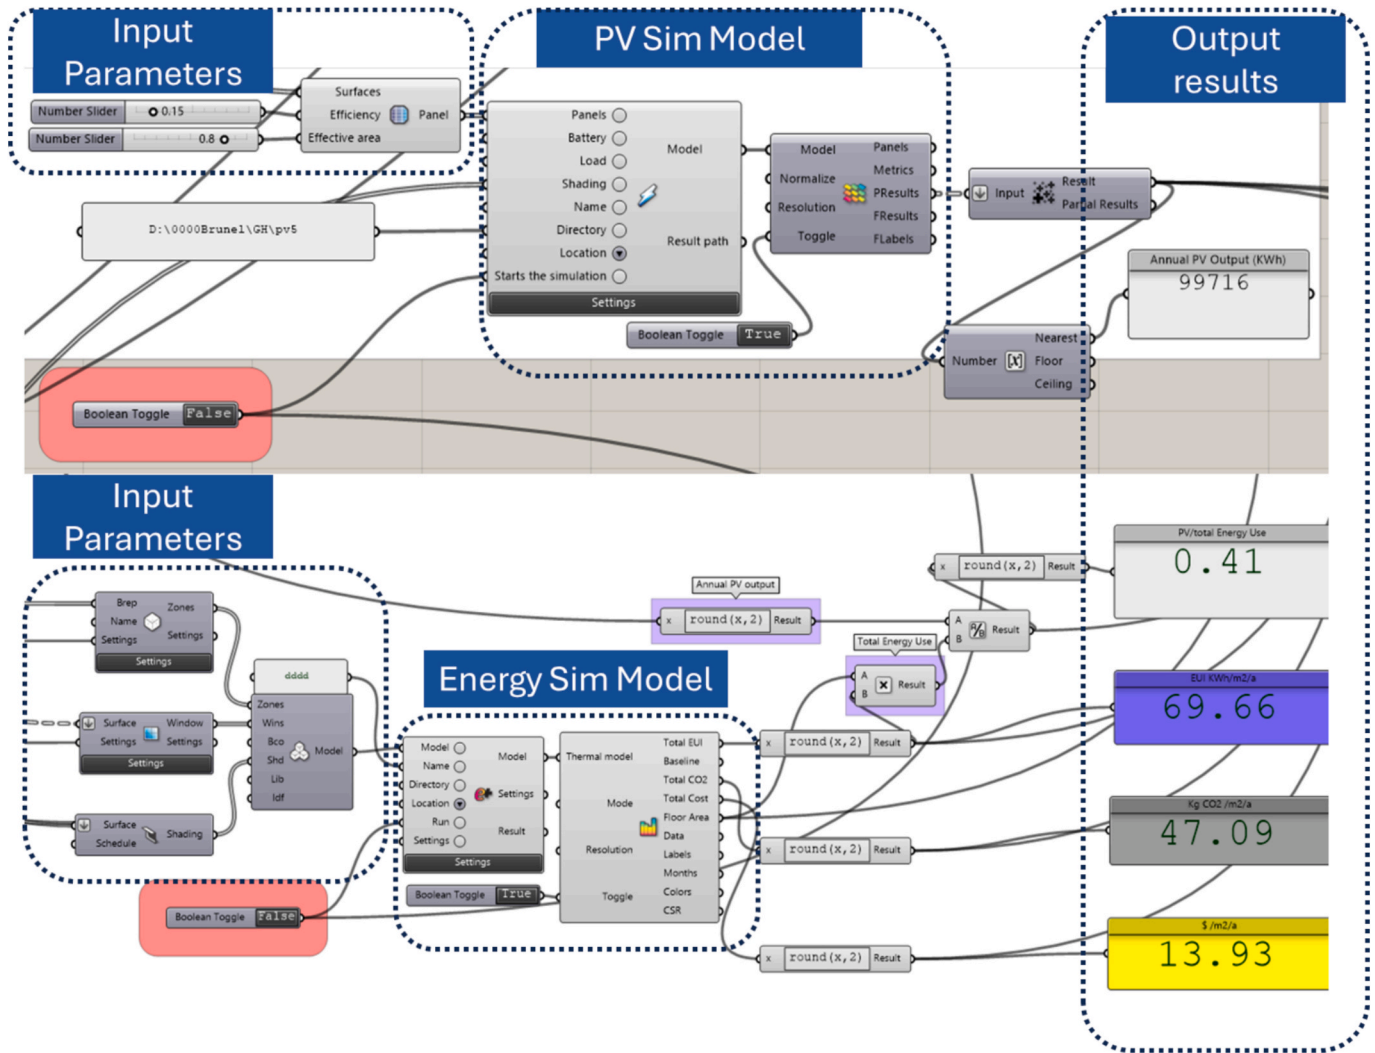 Input
Parameters
PV Sim Model
Output
results
Surfaces
Number Slider 0.15
Efficiency Panel
Number Slider 0.8
Effective area
Panels
Battery
Load
Shading
Name
Directory
Location
Starts the simulation
Model
Result path
Settings
D:\0000Brunel\GH\pv5
Model
Normalize
Resolution
Toggle
Panels
Metrics
PResults
FResults
FLabels
Input
Result
Partial Results
Boolean Toggle True
Annual PV Output (KWh)
99716
Number
Nearest
Floor
Ceiling
Boolean Toggle False
Input
Parameters
Brep
Name
Settings
Zones
Settings
Settings
dddd
Surface
Settings
Window
Settings
Settings
Zones
Wins
Bco
Shd
Lib
Idf
Model
Surface
Schedule
Shading
Boolean Toggle False
Energy Sim Model
Model
Name
Directory
Location
Run
Settings
Model
Settings
Result
Settings
Boolean Toggle True
Thermal model
Mode
Resolution
Toggle
Total EUI
Baseline
Total CO2
Total Cost
Floor Area
Data
Labels
Months
Colors
CSR
Annual PV output
x round(x,2) Result
Total Energy Use
A
B
× Result
A
B
A/B Result
x round(x,2) Result
x round(x,2) Result
x round(x,2) Result
x round(x,2) Result
PV/total Energy Use
0.41
EUI KWh/m2/a
69.66
Kg CO2 /m2/a
47.09
$ /m2/a
13.93